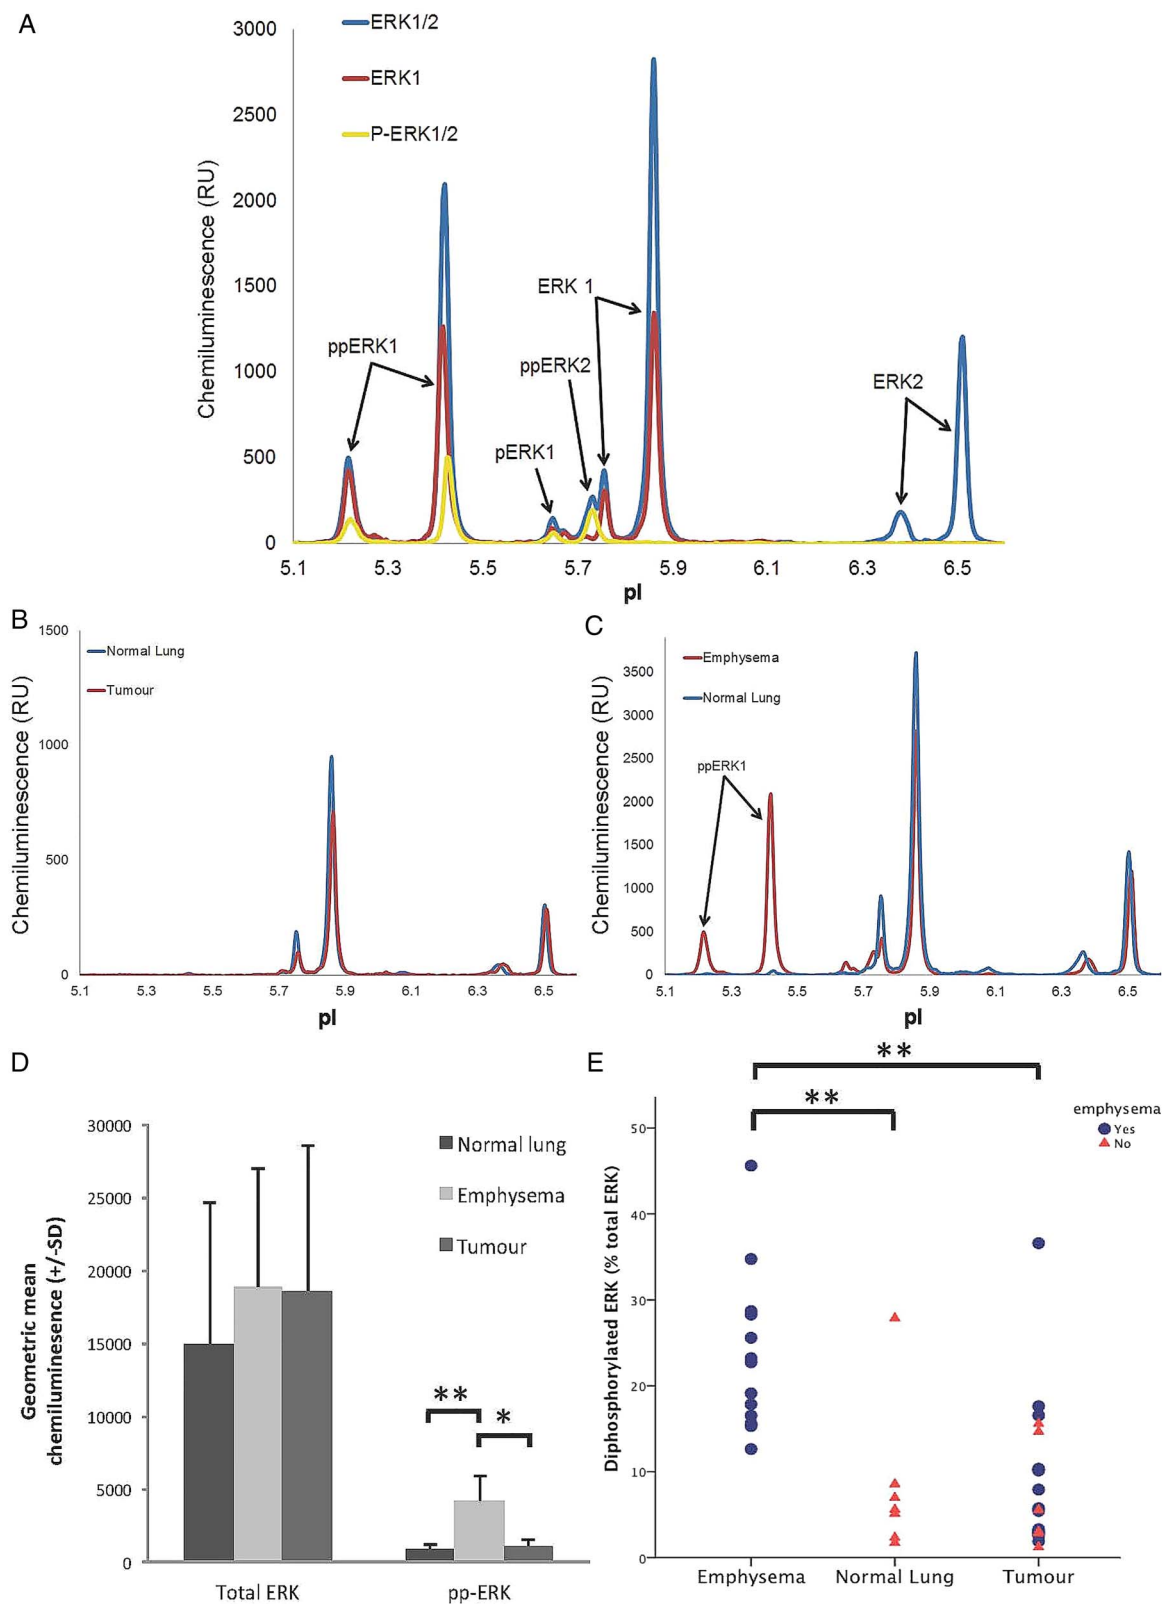 A
ERK1/2
ERK1
P-ERK1/2
3000
2500
2000
1500
1000
500
0
Chemiluminescence (RU)
ppERK1
pERK1
ppERK2
ERK 1
ERK2
5.1 5.3 5.5 5.7 5.9 6.1 6.3 6.5
pI
B
1500
1000
500
0
Chemiluminescence (RU)
Normal Lung
Tumour
5.1 5.3 5.5 5.7 5.9 6.1 6.3 6.5
pI
C
3500
3000
2500
2000
1500
1000
500
0
Chemiluminescence (RU)
Emphysema
Normal Lung
ppERK1
5.1 5.3 5.5 5.7 5.9 6.1 6.3 6.5
pI
D
30000
25000
20000
15000
10000
5000
0
Geometric mean
chemiluminesence (+/-SD)
Normal lung
Emphysema
Tumour
**
*
Total ERK pp-ERK
E
**
**
emphysema
Yes
No
50
40
30
20
10
0
Diphosphorylated ERK (% total ERK)
Emphysema Normal Lung Tumour